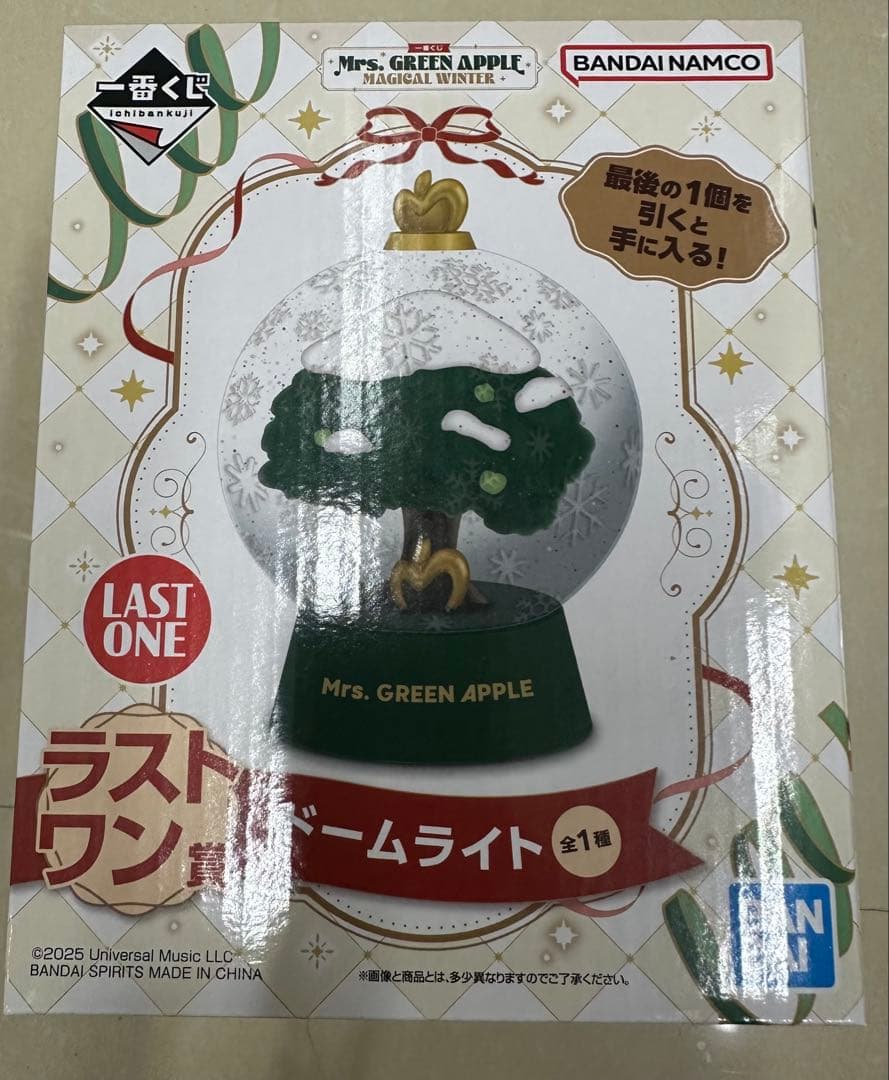 一番くじ
ichibankuji
一番くじ
Mrs. GREEN APPLE
MAGICAL WINTER
BANDAI NAMCO
最後の1個を
引くと
手に入る!
LAST
ONE
Mrs. GREEN APPLE
ラスト
ワン賞
ドームライト 全1種
BAN
DAI
©2025 Universal Music LLC
BANDAI SPIRITS MADE IN CHINA
※画像と商品とは、多少異なりますのでご了承ください。